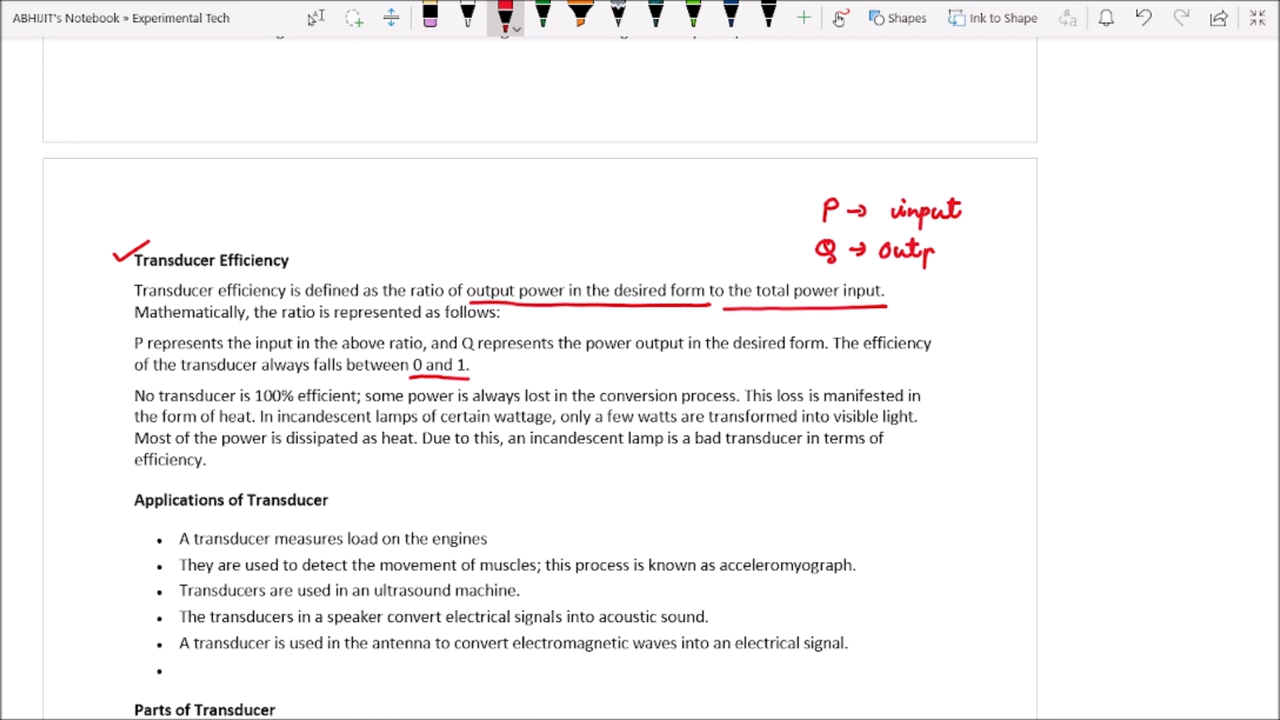 ABHIJIT's Notebook » Experimental Tech
Shapes
Ink to Shape
P → input
Q → outp
Transducer Efficiency
Transducer efficiency is defined as the ratio of output power in the desired form to the total power input.
Mathematically, the ratio is represented as follows:
P represents the input in the above ratio, and Q represents the power output in the desired form. The efficiency
of the transducer always falls between 0 and 1.
No transducer is 100% efficient; some power is always lost in the conversion process. This loss is manifested in
the form of heat. In incandescent lamps of certain wattage, only a few watts are transformed into visible light.
Most of the power is dissipated as heat. Due to this, an incandescent lamp is a bad transducer in terms of
efficiency.
Applications of Transducer
• A transducer measures load on the engines
• They are used to detect the movement of muscles; this process is known as acceleromyograph.
• Transducers are used in an ultrasound machine.
• The transducers in a speaker convert electrical signals into acoustic sound.
• A transducer is used in the antenna to convert electromagnetic waves into an electrical signal.
•
Parts of Transducer